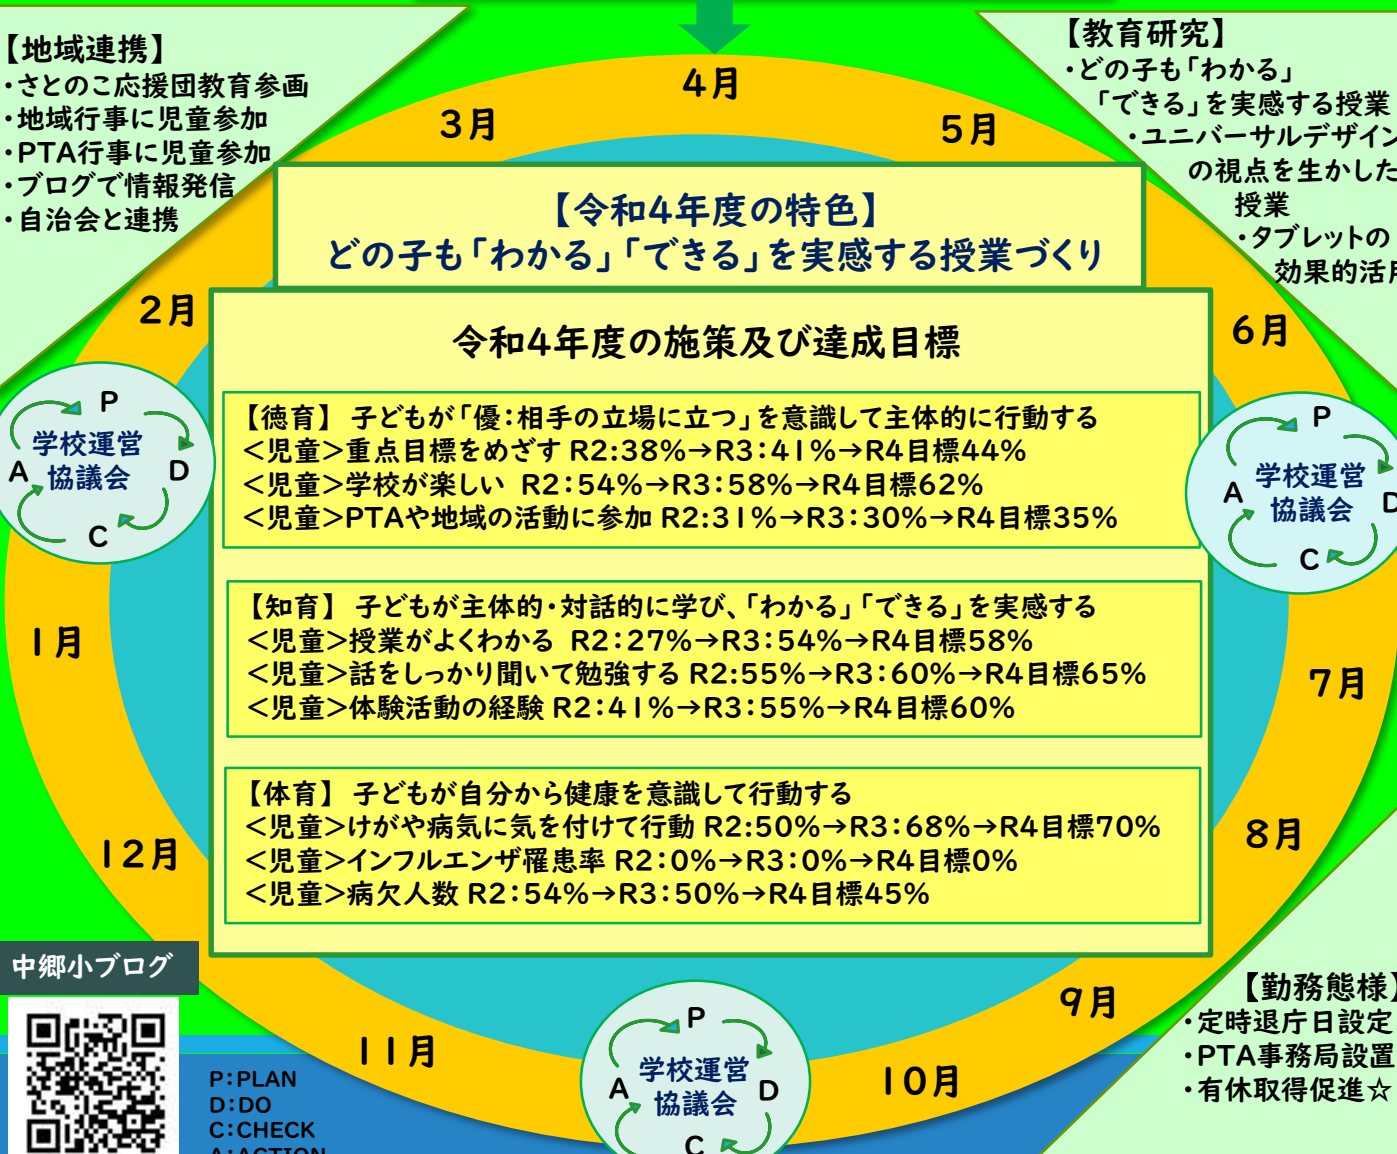 【地域連携】
・さとのこ応援団教育参画
・地域行事に児童参加
・PTA行事に児童参加
・ブログで情報発信
・自治会と連携
【教育研究】
・どの子も「わかる」
「できる」を実感する授業
・ユニバーサルデザイン
の視点を生かした
授業
・タブレットの
効果的活用
4月
3月
5月
2月
6月
1月
7月
12月
8月
11月
9月
10月
【令和4年度の特色】
どの子も「わかる」「できる」を実感する授業づくり
令和4年度の施策及び達成目標
【徳育】 子どもが「優:相手の立場に立つ」を意識して主体的に行動する
<児童>重点目標をめざす R2:38%→R3:41%→R4目標44%
<児童>学校が楽しい R2:54%→R3:58%→R4目標62%
<児童>PTAや地域の活動に参加 R2:31%→R3:30%→R4目標35%
【知育】 子どもが主体的・対話的に学び、「わかる」「できる」を実感する
<児童>授業がよくわかる R2:27%→R3:54%→R4目標58%
<児童>話をしっかり聞いて勉強する R2:55%→R3:60%→R4目標65%
<児童>体験活動の経験 R2:41%→R3:55%→R4目標60%
【体育】 子どもが自分から健康を意識して行動する
<児童>けがや病気に気を付けて行動 R2:50%→R3:68%→R4目標70%
<児童>インフルエンザ罹患率 R2:0%→R3:0%→R4目標0%
<児童>病欠人数 R2:54%→R3:50%→R4目標45%
P
学校運営
A 協議会 D
C
P
学校運営
A 協議会 D
C
P
学校運営
A 協議会 D
C
中郷小ブログ
P:PLAN
D:DO
C:CHECK
A:ACTION
【勤務態様】
・定時退庁日設定
・PTA事務局設置
・有休取得促進☆